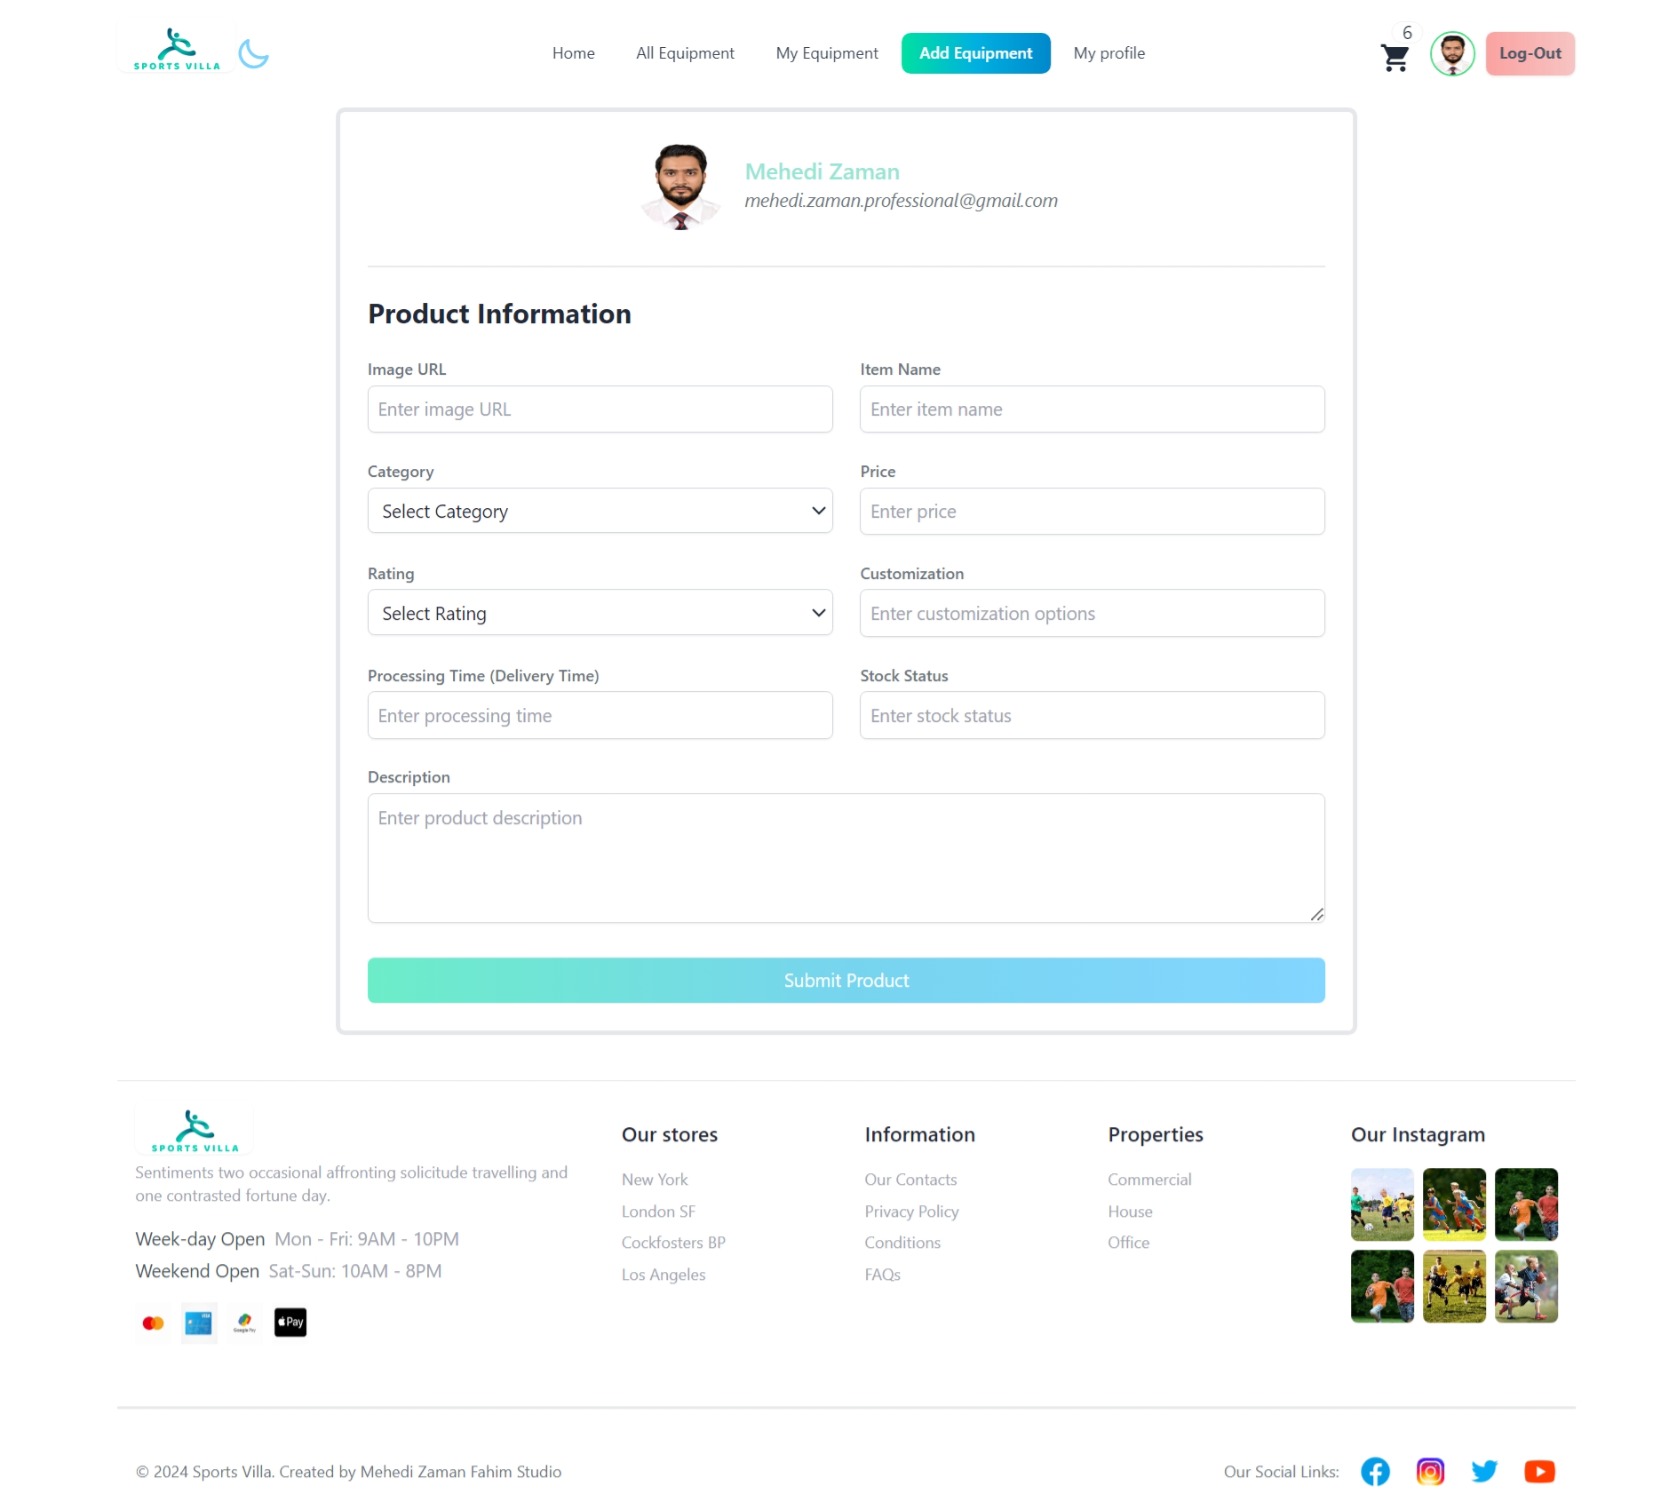 SPORTS VILLA
Home
All Equipment
My Equipment
Add Equipment
My profile
6
Log-Out
Mehedi Zaman
mehedi.zaman.professional@gmail.com
Product Information
Image URL
Item Name
Enter image URL
Enter item name
Category
Price
Select Category
Enter price
Rating
Customization
Select Rating
Enter customization options
Processing Time (Delivery Time)
Stock Status
Enter processing time
Enter stock status
Description
Enter product description
Submit Product
SPORTS VILLA
Sentiments two occasional affronting solicitude travelling and
one contrasted fortune day.
Week-day Open Mon - Fri: 9AM - 10PM
Weekend Open Sat-Sun: 10AM - 8PM
VISA
Google Pay
Pay
Our stores
New York
London SF
Cockfosters BP
Los Angeles
Information
Our Contacts
Privacy Policy
Conditions
FAQs
Properties
Commercial
House
Office
Our Instagram
© 2024 Sports Villa. Created by Mehedi Zaman Fahim Studio
Our Social Links: